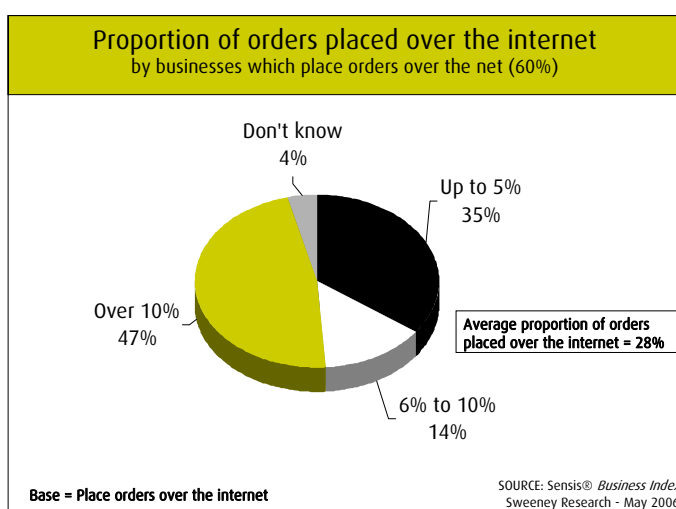 Proportion of orders placed over the internet
by businesses which place orders over the net (60%)
Don't know
4%
Up to 5%
35%
Over 10%
47%
Average proportion of orders
placed over the internet = 28%
6% to 10%
14%
Base = Place orders over the internet
SOURCE: Sensis® Business Index
Sweeney Research - May 2006